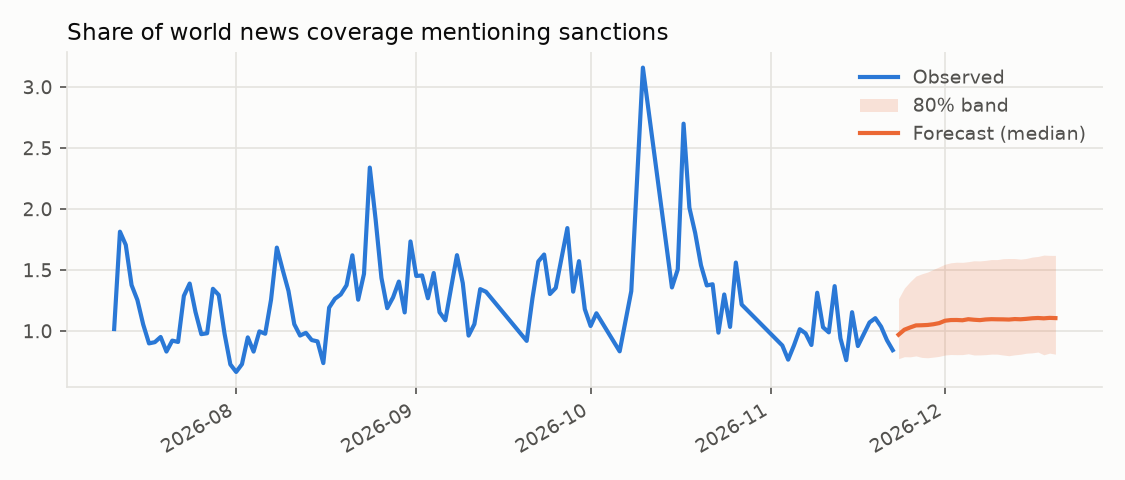 Share of world news coverage mentioning sanctions
Observed
80% band
Forecast (median)
3.0
2.5
2.0
1.5
1.0
2026-08
2026-09
2026-10
2026-11
2026-12